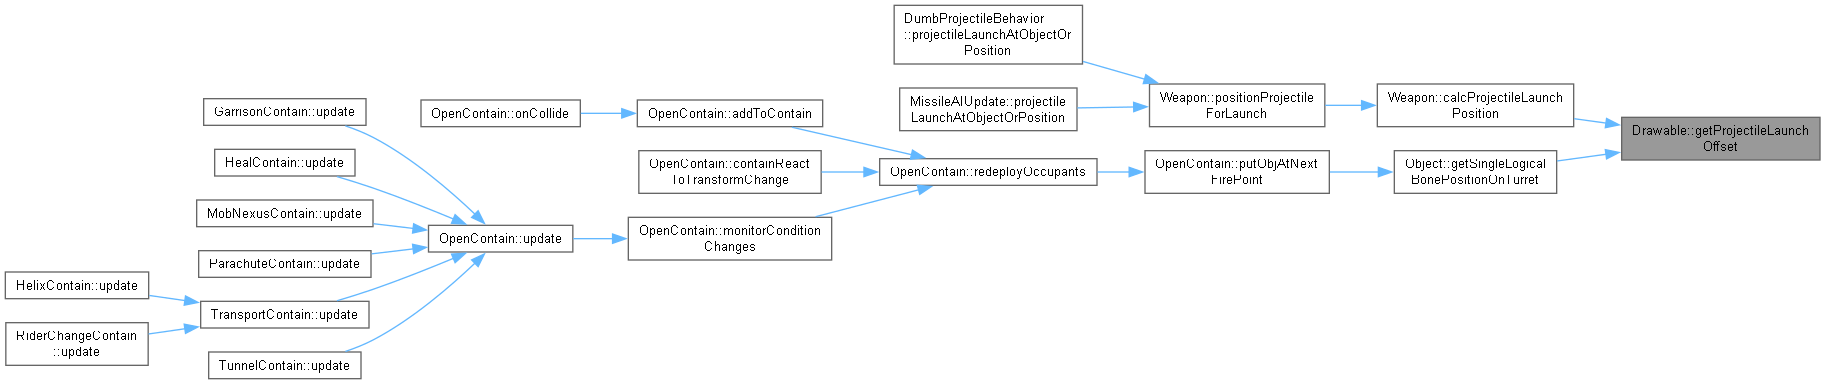 DumbProjectileBehavior
::projectileLaunchAtObjectOr
Position
MissileAIUpdate::projectile
LaunchAtObjectOrPosition
Weapon::positionProjectile
ForLaunch
Weapon::calcProjectileLaunch
Position
Drawable::getProjectileLaunch
Offset
GarrisonContain::update
OpenContain::onCollide
OpenContain::addToContain
HealContain::update
OpenContain::containReact
ToTransformChange
OpenContain::redeployOccupants
OpenContain::putObjAtNext
FirePoint
Object::getSingleLogical
BonePositionOnTurret
MobNexusContain::update
OpenContain::update
OpenContain::monitorCondition
Changes
ParachuteContain::update
HelixContain::update
TransportContain::update
RiderChangeContain
::update
TunnelContain::update